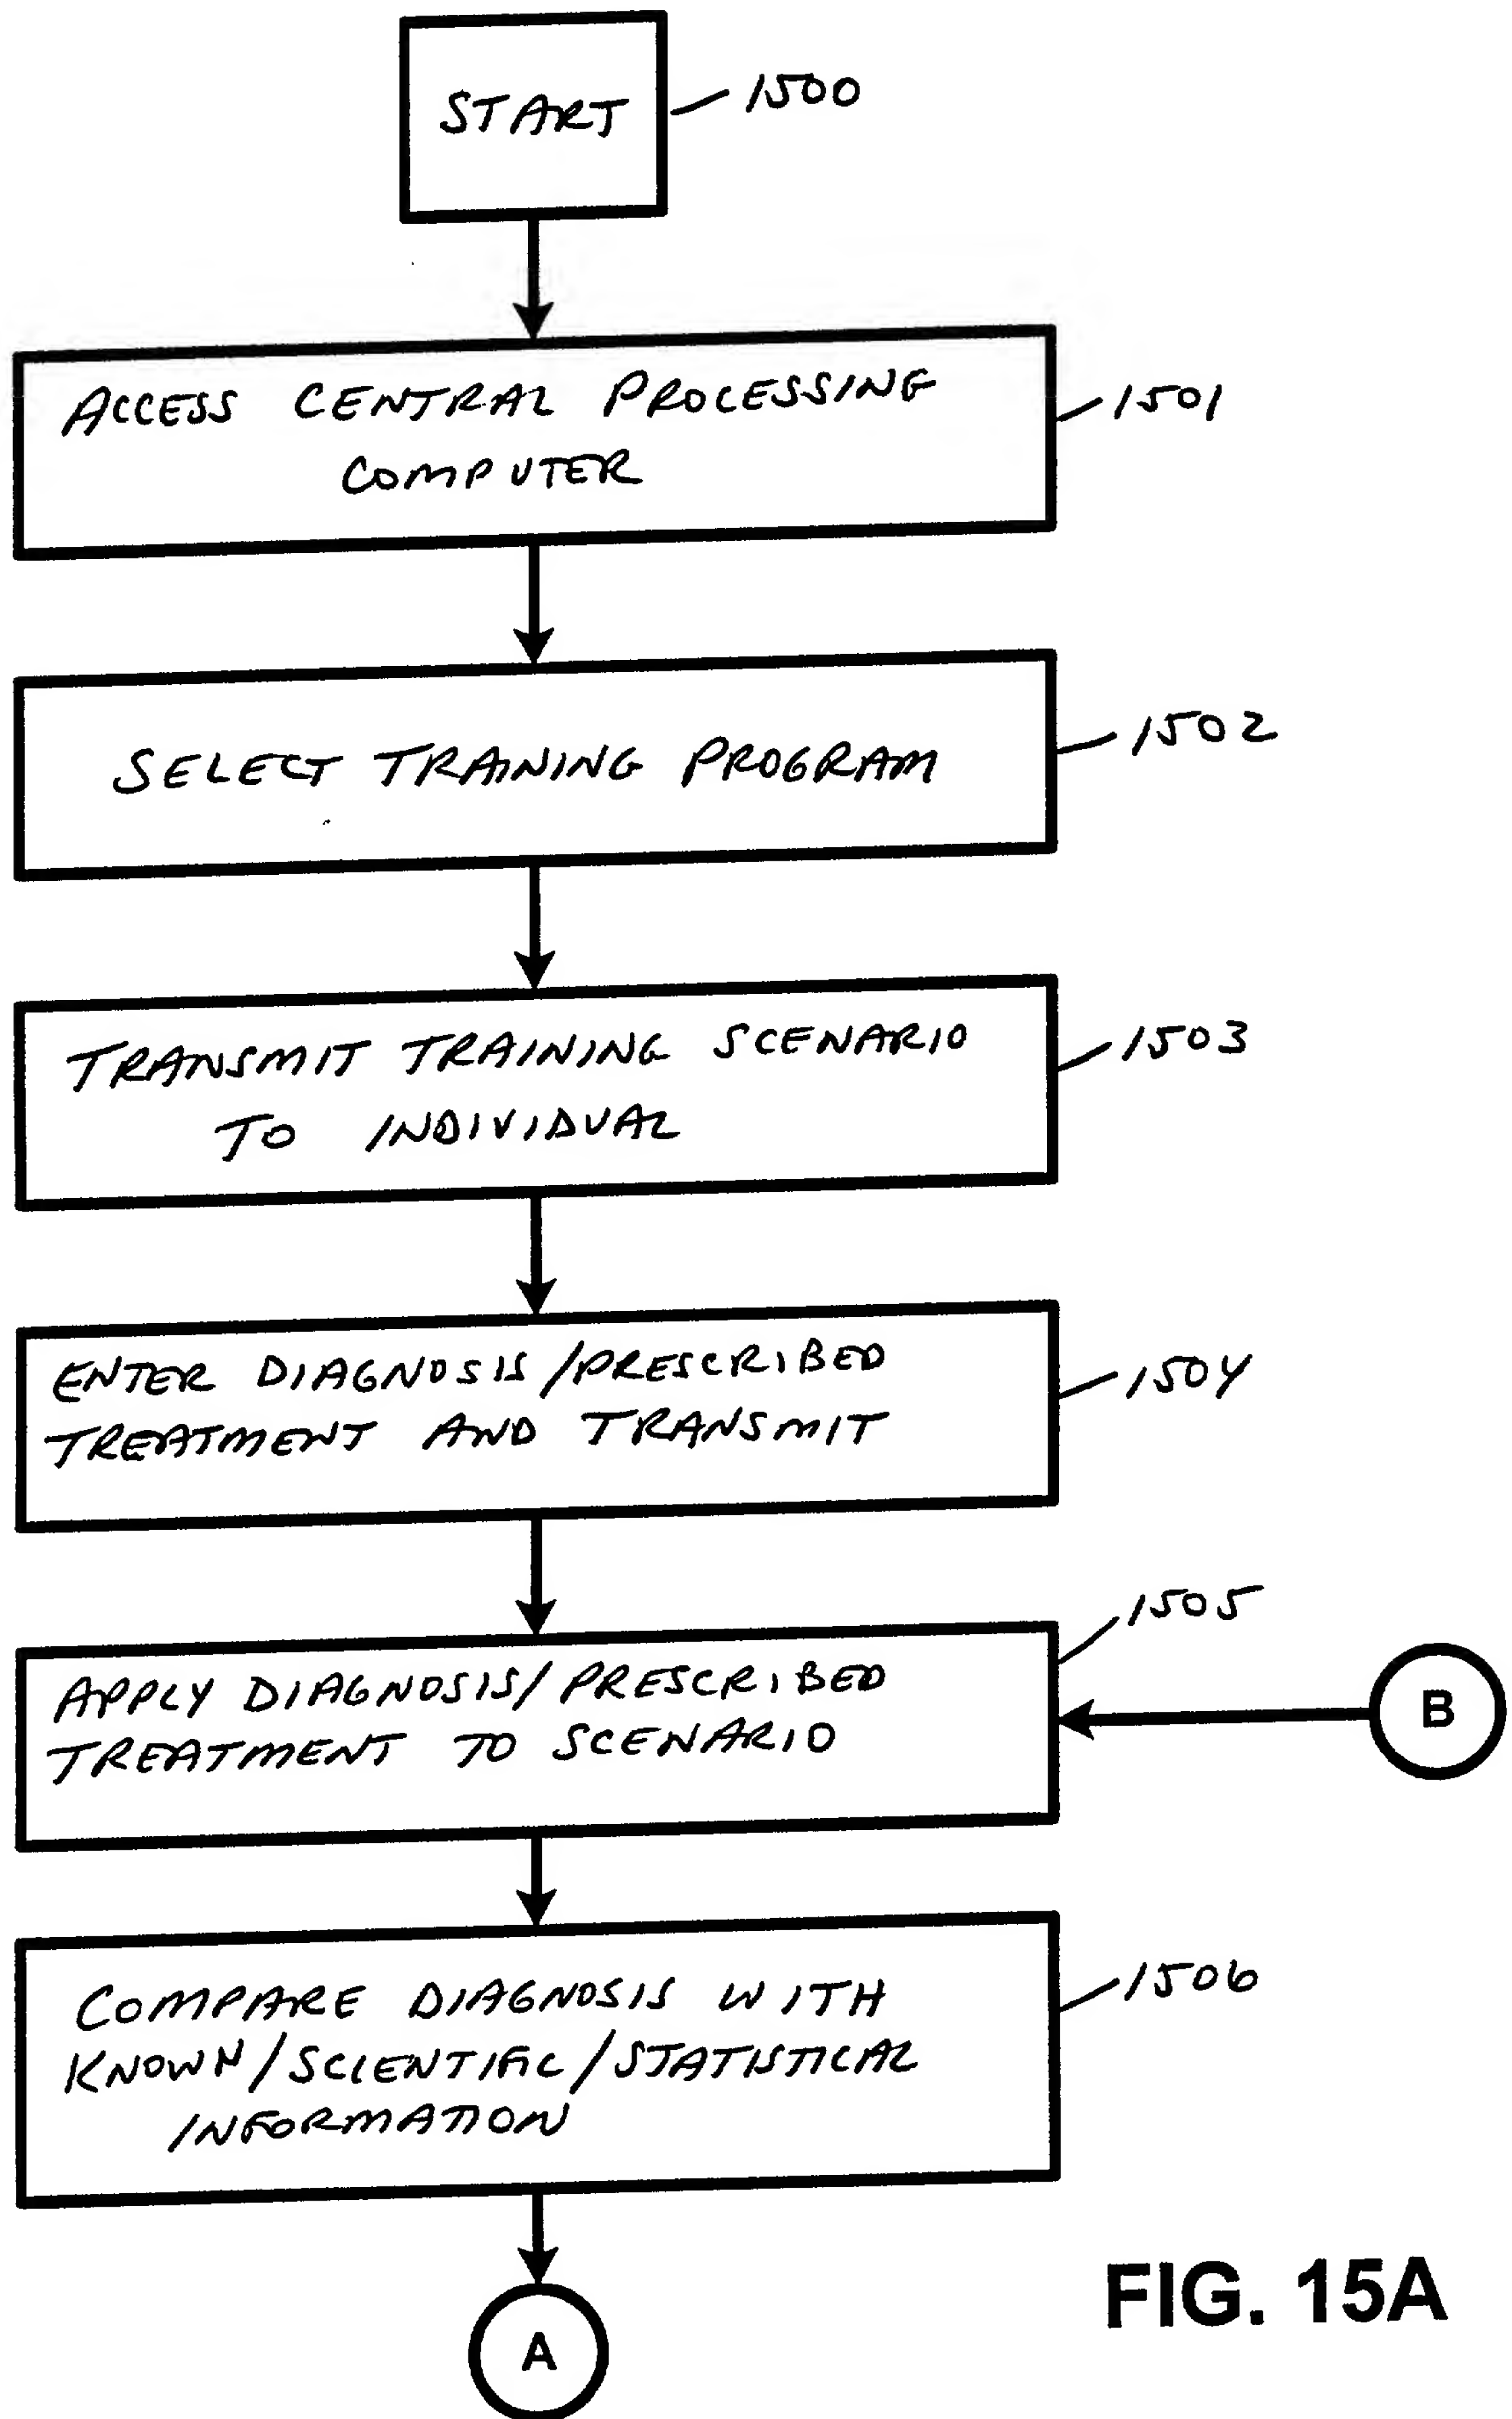 START
1500
ACCESS CENTRAL PROCESSING
COMPUTER
1501
SELECT TRAINING PROGRAM
1502
TRANSMIT TRAINING SCENARIO
TO INDIVIDUAL
1503
ENTER DIAGNOSIS/PRESCRIBED
TREATMENT AND TRANSMIT
1504
APPLY DIAGNOSIS/PRESCRIBED
TREATMENT TO SCENARIO
1505
B
COMPARE DIAGNOSIS WITH
KNOWN/SCIENTIFIC/STATISTICAL
INFORMATION
1506
A
FIG. 15A